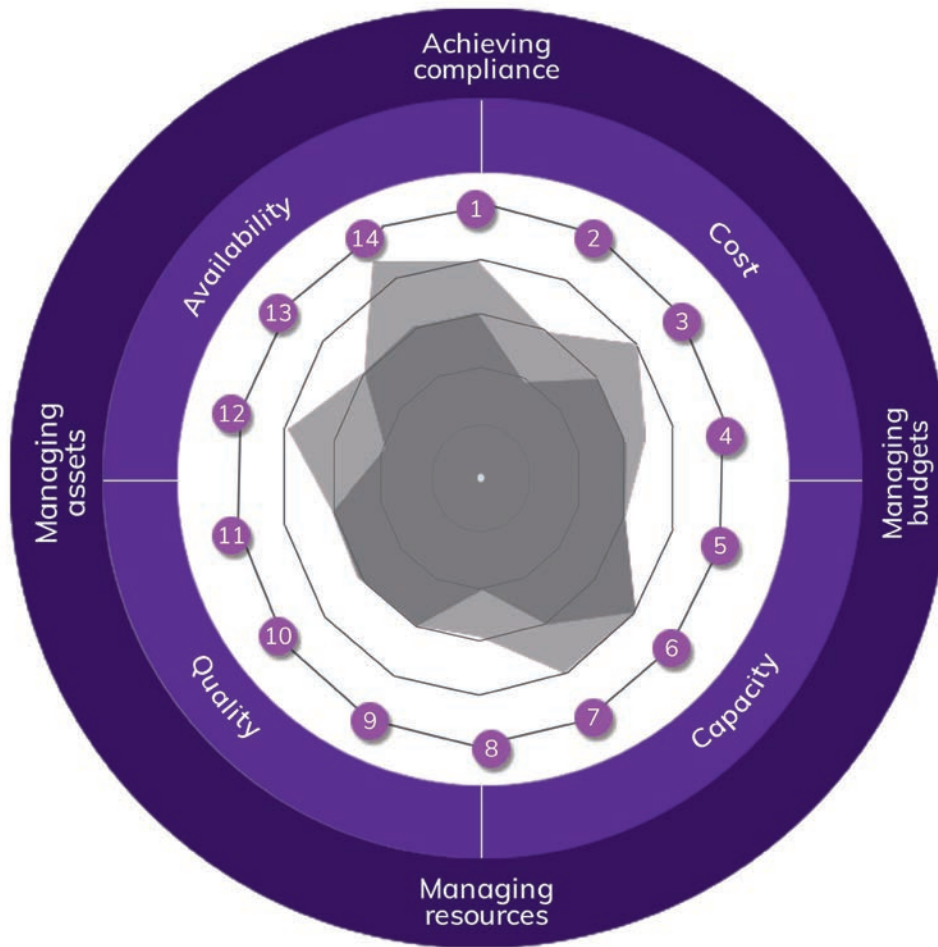 Achieving
compliance
Availability
Cost
1
2
3
4
5
6
7
8
9
10
11
12
13
14
Managing
assets
Managing
budgets
Quality
Capacity
Managing
resources